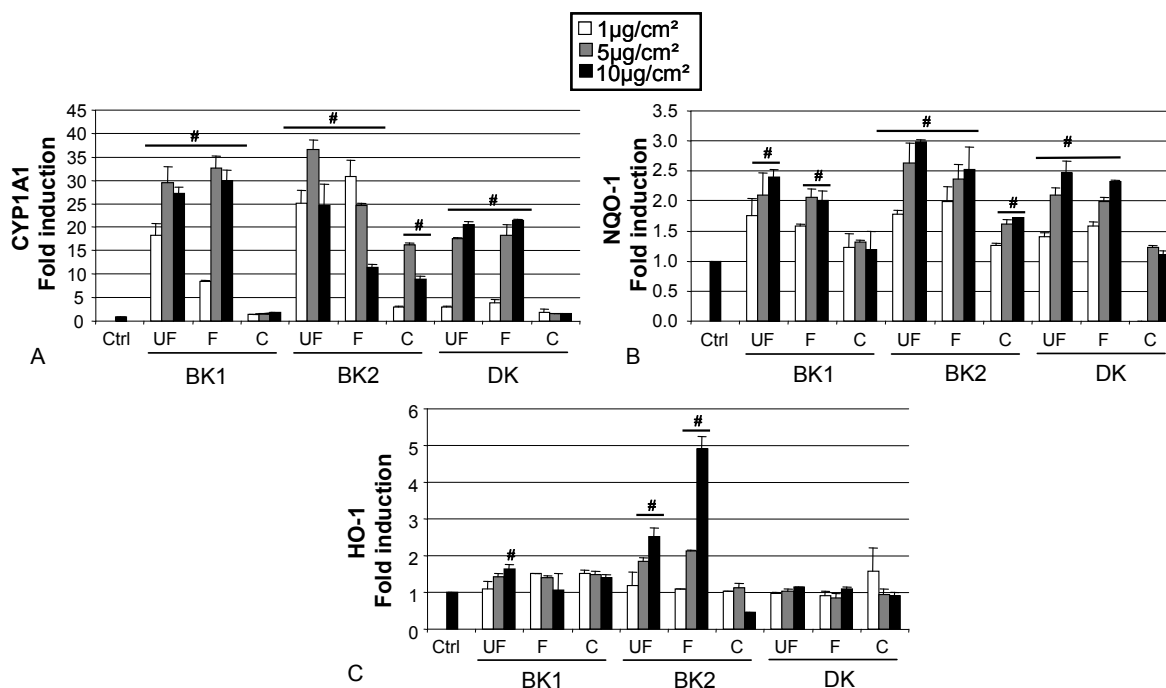 1µg/cm²
5µg/cm²
10µg/cm²
CYP1A1
Fold induction
45
40
35
30
25
20
15
10
5
0
# # # #
Ctrl UF F C UF F C UF F C
BK1 BK2 DK
A
NQO-1
Fold induction
3.5
3.0
2.5
2.0
1.5
1.0
0.5
0.0
# # # # #
Ctrl UF F C UF F C UF F C
BK1 BK2 DK
B
HO-1
Fold induction
6
5
4
3
2
1
0
# # #
Ctrl UF F C UF F C UF F C
BK1 BK2 DK
C